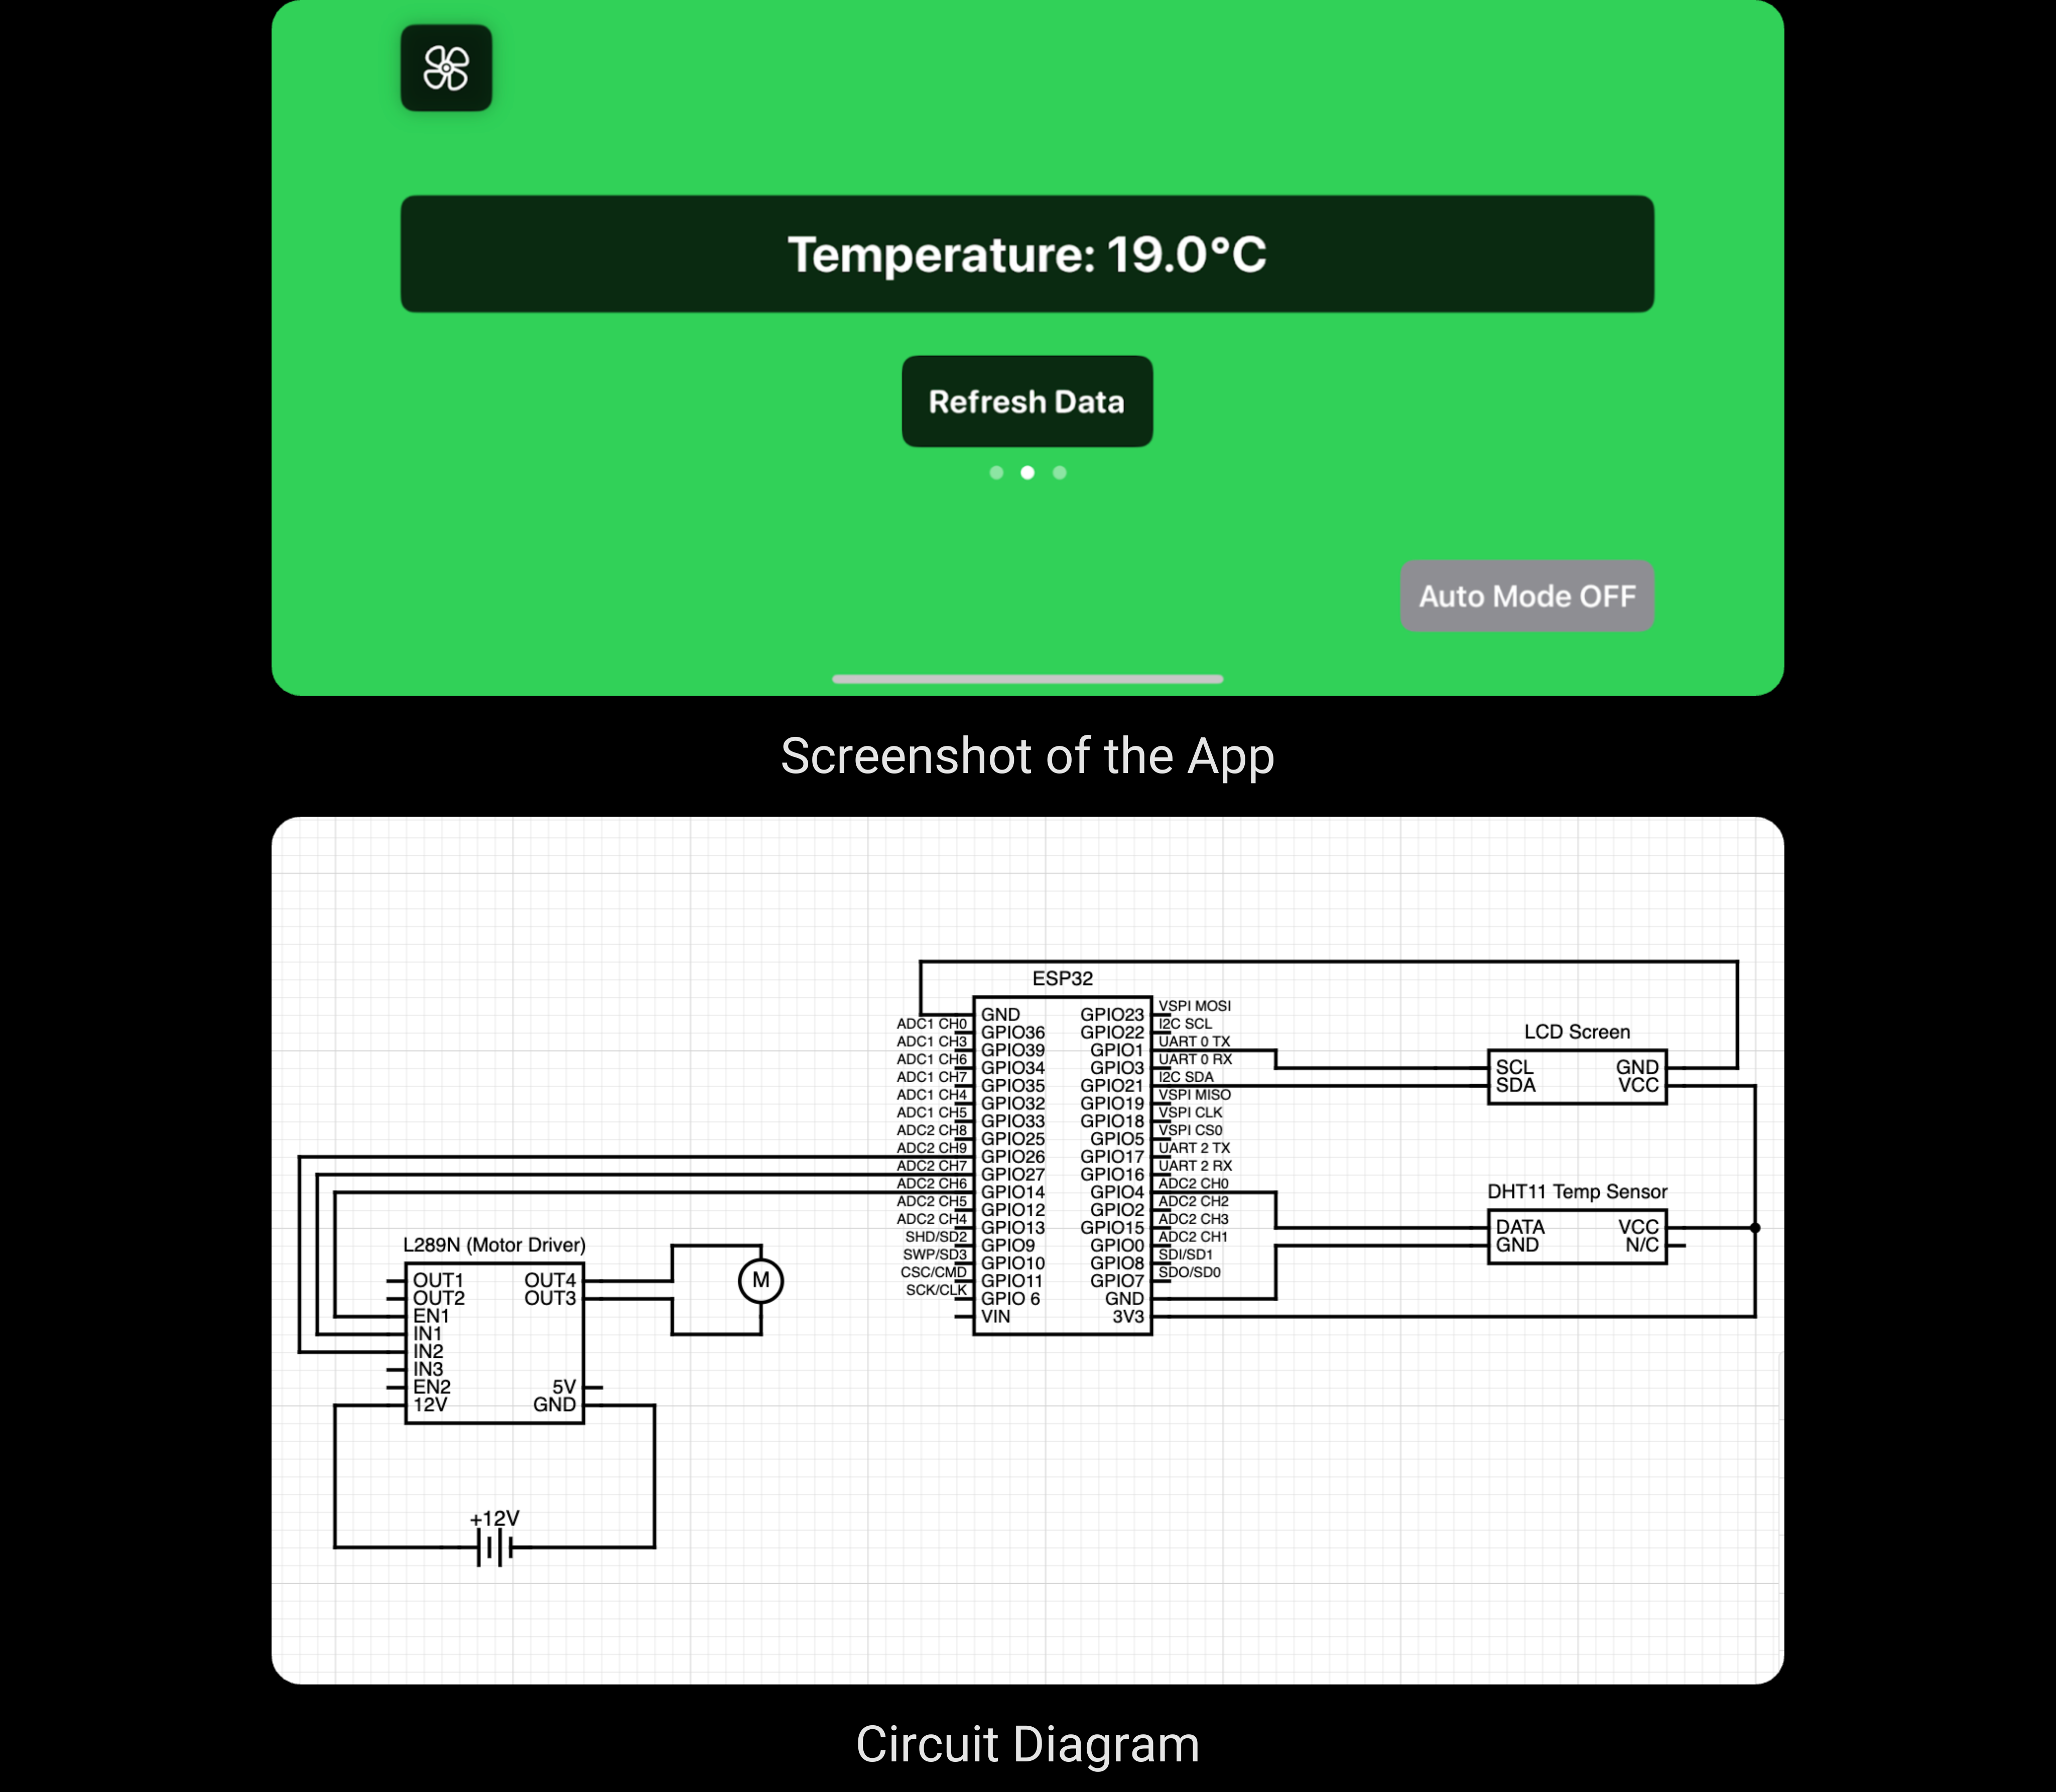 Temperature: 19.0°C
Refresh Data
Auto Mode OFF
Screenshot of the App
ESP32
GND GPIO23 VSPI MOSI
ADC1 CH0 GPIO36 GPIO22 I2C SCL
ADC1 CH3 GPIO39 GPIO1 UART 0 TX
ADC1 CH6 GPIO34 GPIO3 UART 0 RX
ADC1 CH7 GPIO35 GPIO21 I2C SDA
ADC1 CH4 GPIO32 GPIO19 VSPI MISO
ADC1 CH5 GPIO33 GPIO18 VSPI CLK
ADC2 CH8 GPIO25 GPIO5 VSPI CS0
ADC2 CH9 GPIO26 GPIO17 UART 2 TX
ADC2 CH7 GPIO27 GPIO16 UART 2 RX
ADC2 CH6 GPIO14 GPIO4 ADC2 CH0
ADC2 CH5 GPIO12 GPIO2 ADC2 CH2
ADC2 CH4 GPIO13 GPIO15 ADC2 CH3
SHD/SD2 GPIO9 GPIO0 ADC2 CH1
SWP/SD3 GPIO10 GPIO8 SDI/SD1
CSC/CMD GPIO11 GPIO7 SDO/SD0
SCK/CLK GPIO 6 GND
VIN 3V3
LCD Screen
SCL GND
SDA VCC
DHT11 Temp Sensor
DATA VCC
GND N/C
L289N (Motor Driver)
OUT1 OUT4
OUT2 OUT3
EN1
IN1
IN2
IN3
EN2 5V
12V GND
M
+12V
Circuit Diagram